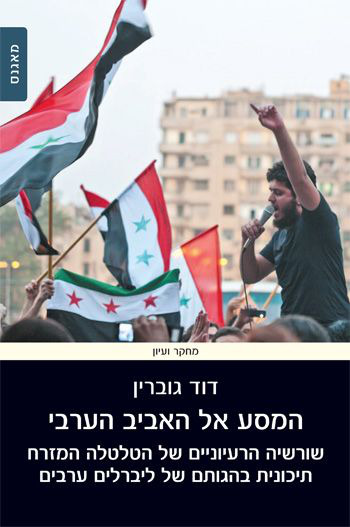 מאגנס
מחקר ועיון
דוד גוברין
המסע אל האביב הערבי
שורשיה הרעיוניים של הטלטלה המזרח
תיכונית בהגותם של ליברלים ערבים